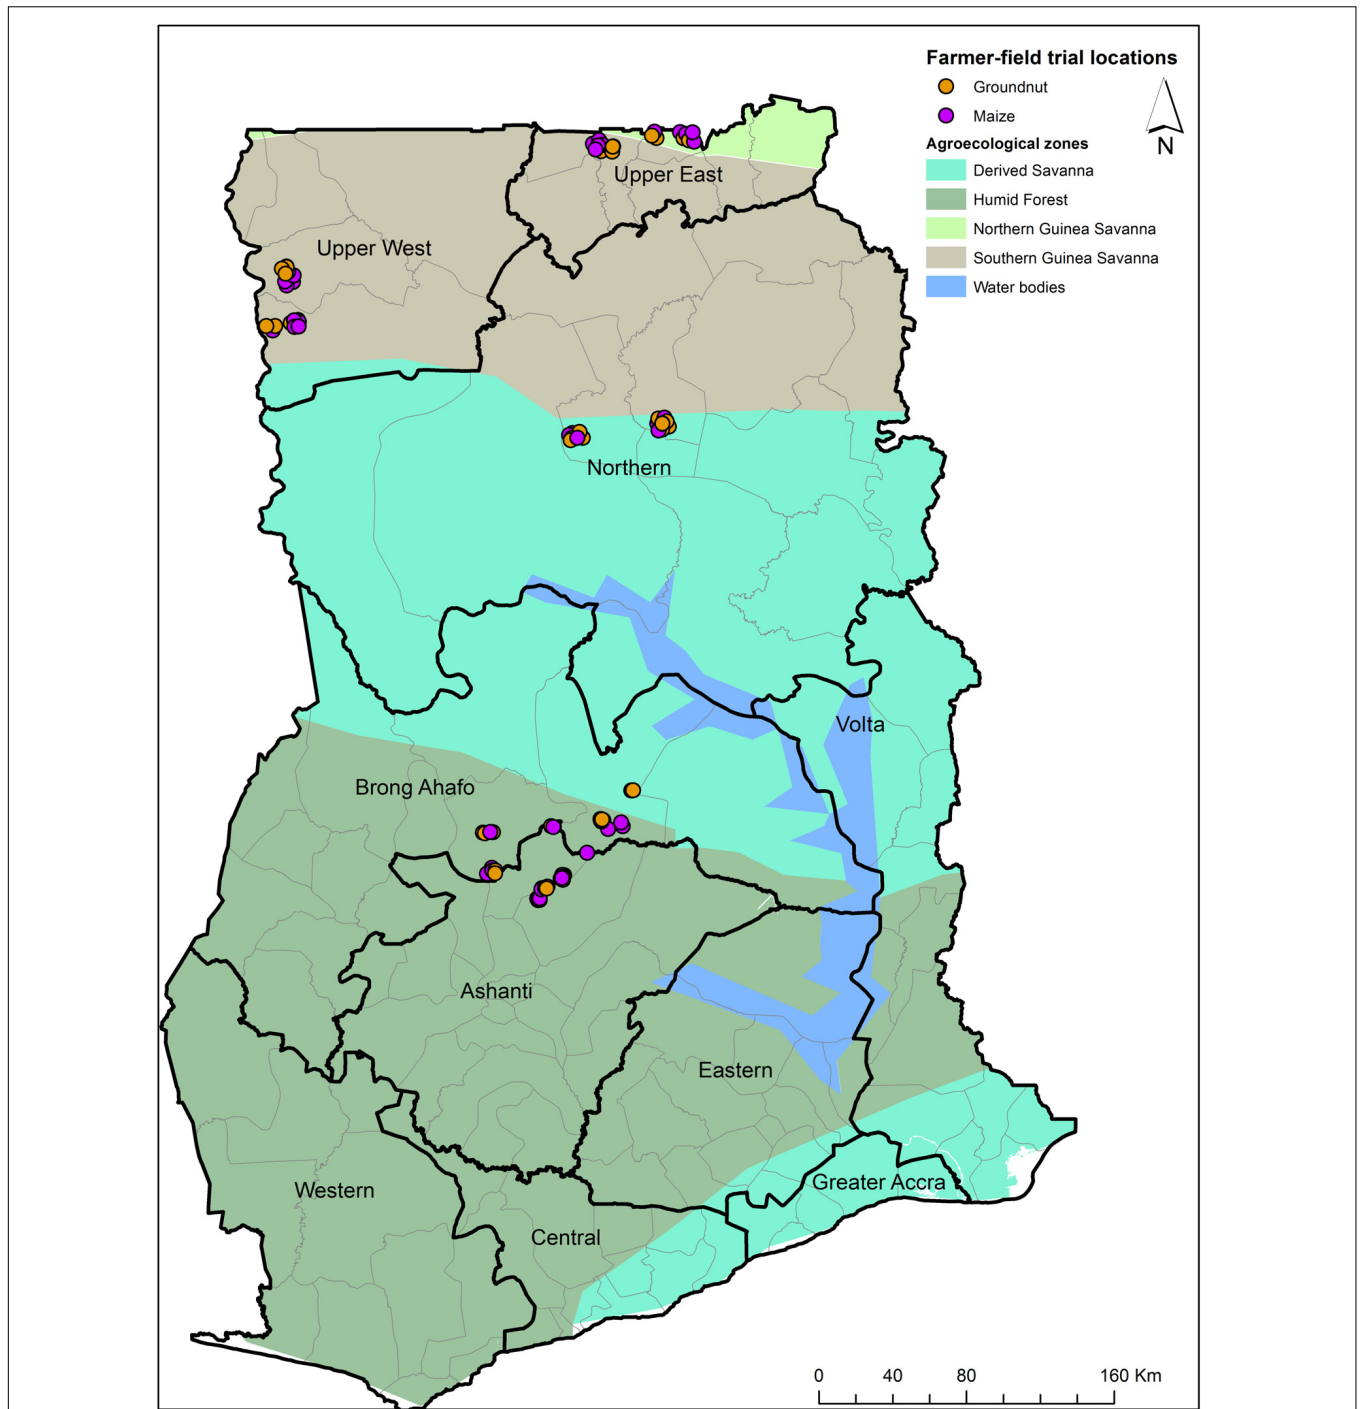 Farmer-field trial locations
Groundnut
Maize
Agroecological zones
Derived Savanna
Humid Forest
Northern Guinea Savanna
Southern Guinea Savanna
Water bodies
N
Upper East
Upper West
Northern
Volta
Brong Ahafo
Ashanti
Eastern
Western
Greater Accra
Central
0 40 80 160 Km